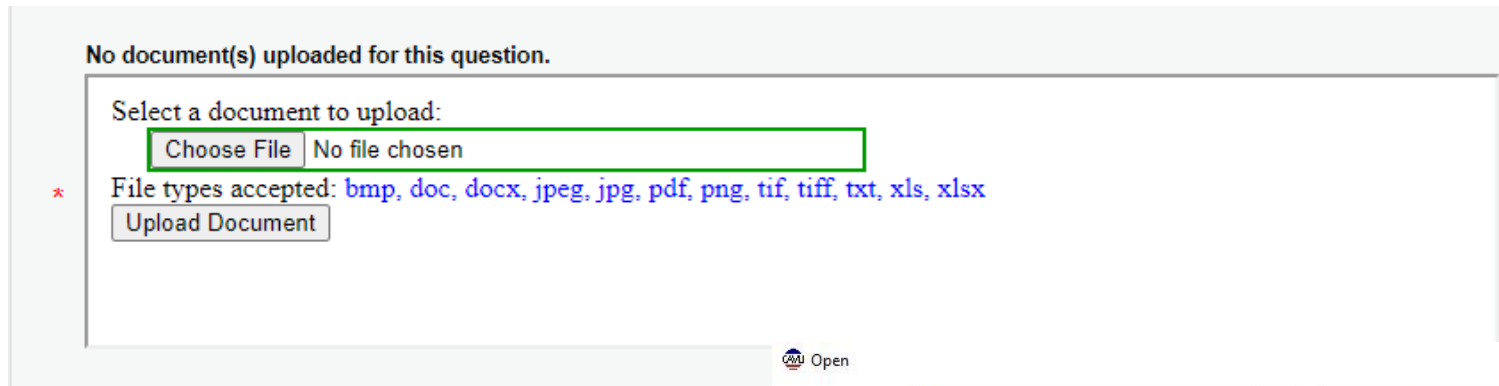 No document(s) uploaded for this question.
Select a document to upload:
Choose File No file chosen
* File types accepted: bmp, doc, docx, jpeg, jpg, pdf, png, tif, tiff, txt, xls, xlsx
Upload Document
CAVU Open